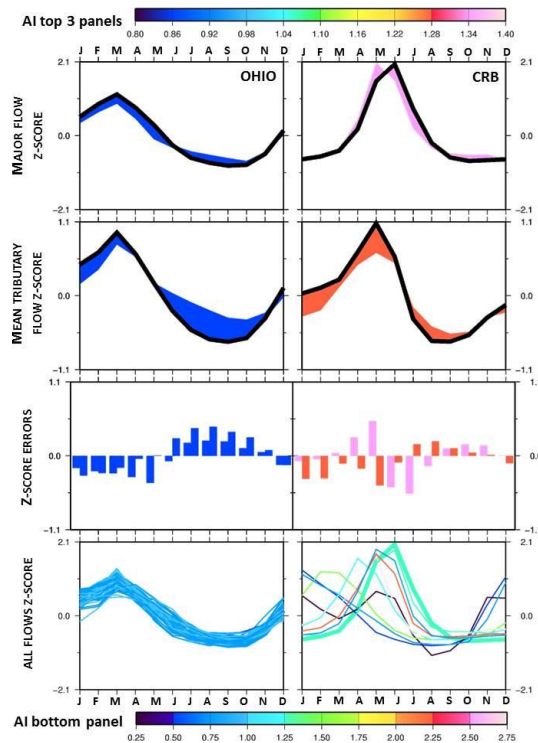 AI top 3 panels
0.80 0.86 0.92 0.98 1.04 1.10 1.16 1.22 1.28 1.34 1.40
J F M A M J J A S O N D J F M A M J J A S O N D
2.1 OHIO CRB 2.1
MAJOR FLOW
Z-SCORE
0.0 0.0
-2.1 -2.1
1.1 1.1
MEAN TRIBUTARY
FLOW Z-SCORE
0.0 0.0
-1.1 -1.1
1.1 1.1
Z-SCORE ERRORS
0.0 0.0
-1.1 -1.1
2.1 2.1
ALL FLOWS Z-SCORE
0.0 0.0
-2.1 -2.1
J F M A M J J A S O N D J F M A M J J A S O N D
AI bottom panel
0.25 0.50 0.75 1.00 1.25 1.50 1.75 2.00 2.25 2.50 2.75